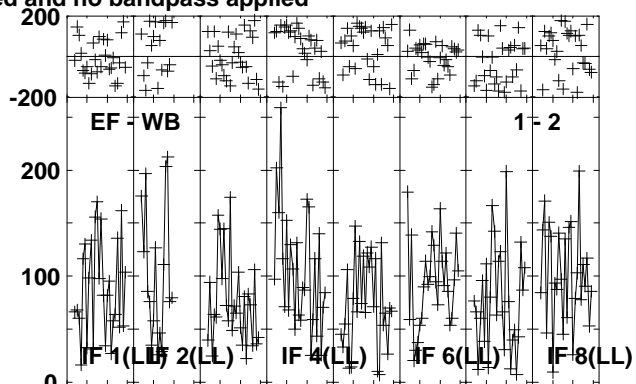 ed and no bandpass applied
200
-200
EF - WB 1 - 2
200
100
0
IF 1(LL) IF 2(LL) IF 4(LL) IF 6(LL) IF 8(LL)